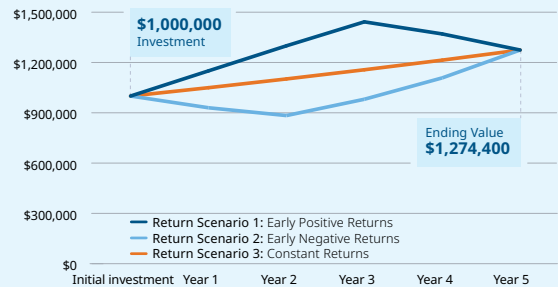 $1,500,000
$1,000,000
Investment
$1,200,000
$900,000
Ending Value
$1,274,400
$600,000
$300,000
Return Scenario 1: Early Positive Returns
Return Scenario 2: Early Negative Returns
Return Scenario 3: Constant Returns
$0
Initial investment Year 1 Year 2 Year 3 Year 4 Year 5